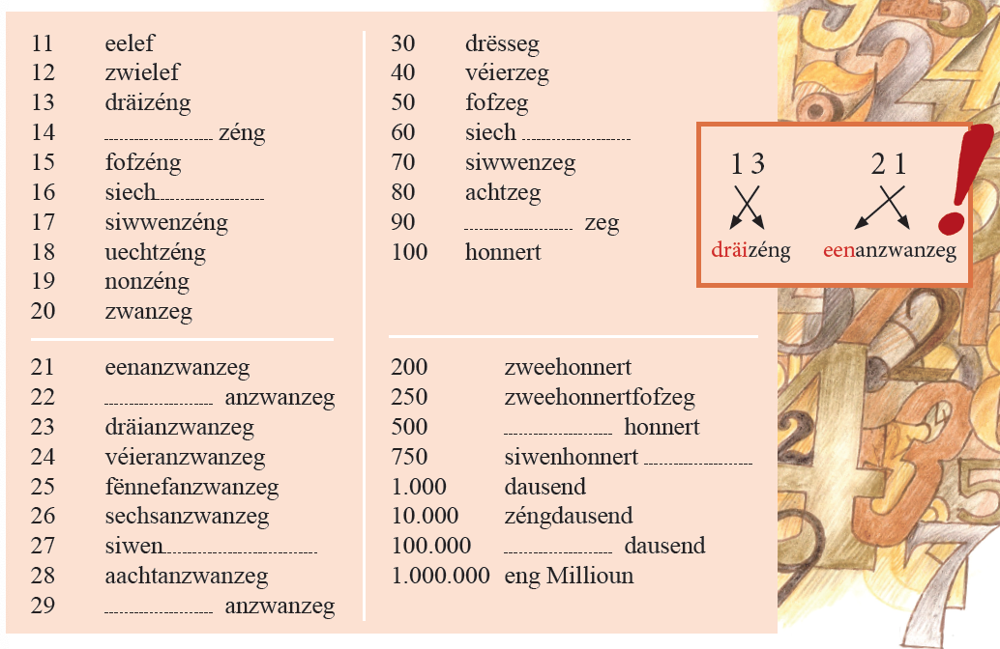 11 eelef
12 zwielef
13 dräizéng
14 .................... zéng
15 fofzéng
16 siech....................
17 siwwenzéng
18 uechtzéng
19 nonzéng
20 zwanzeg
21 eenanzwanzeg
22 .................... anzwanzeg
23 dräianzwanzeg
24 véieranzwanzeg
25 fënnefanzwanzeg
26 sechsanzwanzeg
27 siwen....................
28 aachtanzwanzeg
29 .................... anzwanzeg
30 drësseg
40 véierzeg
50 fofzeg
60 siech ....................
70 siwwenzeg
80 achtzeg
90 .................... zeg
100 honnert
200 zweehonnert
250 zweehonnertfofzeg
500 .................... honnert
750 siwenhonnert ....................
1.000 dausend
10.000 zéngdausend
100.000 .................... dausend
1.000.000 eng Millioun
1 3 2 1 !
dräizéng eenanzwanzeg